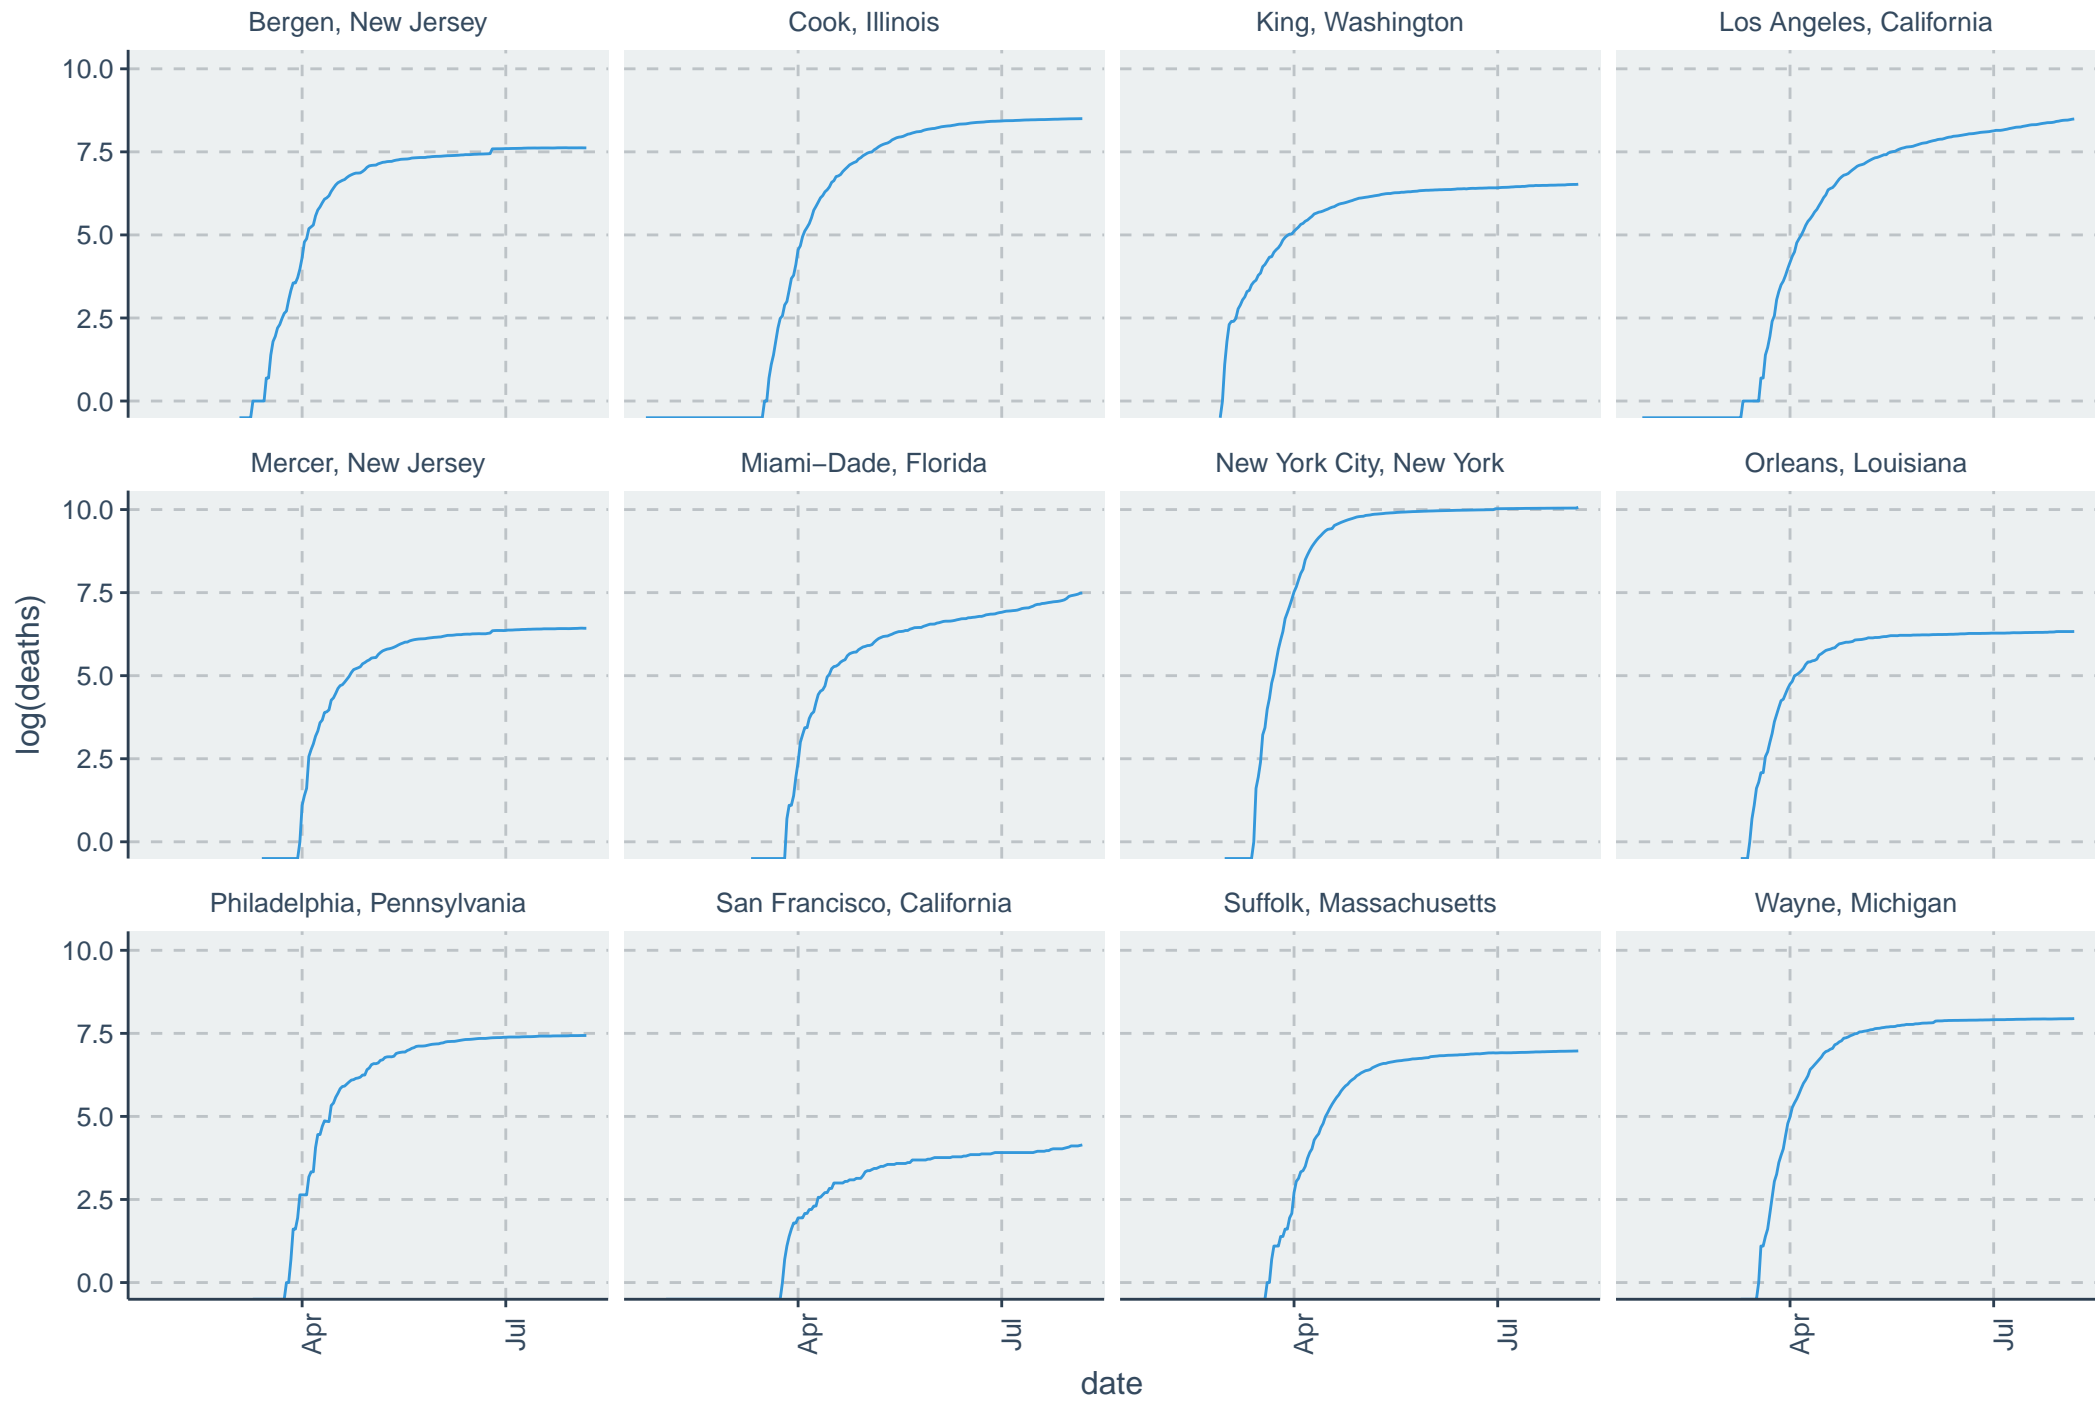 Bergen, New Jersey
Cook, Illinois
King, Washington
Los Angeles, California
10.0
7.5
5.0
2.5
0.0
Mercer, New Jersey
Miami−Dade, Florida
New York City, New York
Orleans, Louisiana
10.0
7.5
5.0
2.5
0.0
log(deaths)
Philadelphia, Pennsylvania
San Francisco, California
Suffolk, Massachusetts
Wayne, Michigan
10.0
7.5
5.0
2.5
0.0
Apr
Jul
Apr
Jul
Apr
Jul
Apr
Jul
date